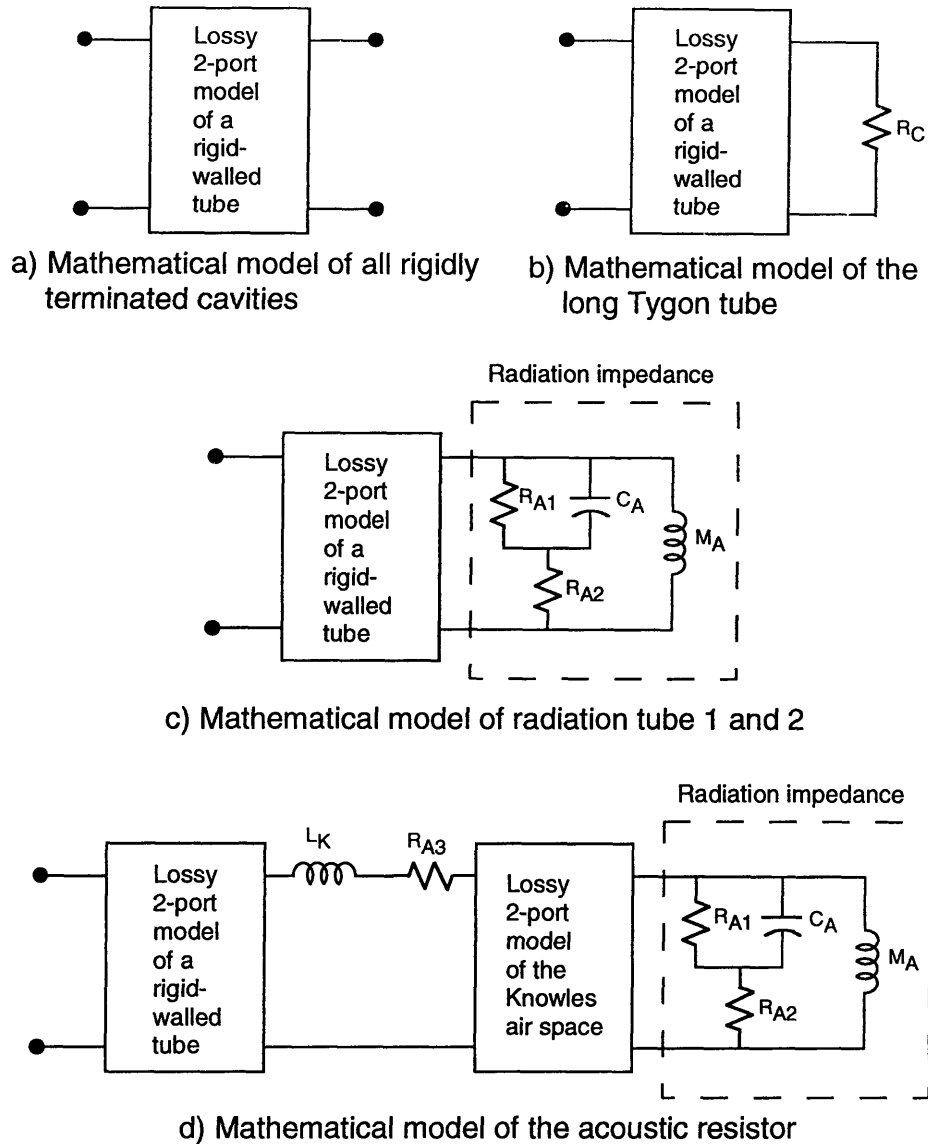 Lossy
2-port
model
of a
rigid-
walled
tube
a) Mathematical model of all rigidly
terminated cavities
Lossy
2-port
model
of a
rigid-
walled
tube
RC
b) Mathematical model of the
long Tygon tube
Radiation impedance
Lossy
2-port
model
of a
rigid-
walled
tube
RA1
CA
MA
RA2
c) Mathematical model of radiation tube 1 and 2
Radiation impedance
Lossy
2-port
model
of a
rigid-
walled
tube
LK
RA3
Lossy
2-port
model
of the
Knowles
air space
RA1
CA
MA
RA2
d) Mathematical model of the acoustic resistor